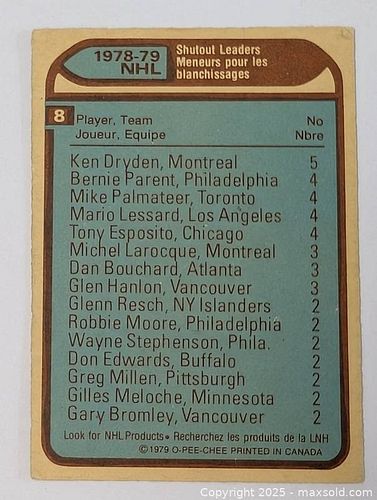 1978-79
NHL
Shutout Leaders
Meneurs pour les
blanchissages
8
Player, Team No
Joueur, Equipe Nbre
Ken Dryden, Montreal 5
Bernie Parent, Philadelphia 4
Mike Palmateer, Toronto 4
Mario Lessard, Los Angeles 4
Tony Esposito, Chicago 4
Michel Larocque, Montreal 3
Dan Bouchard, Atlanta 3
Glen Hanlon, Vancouver 3
Glenn Resch, NY Islanders 2
Robbie Moore, Philadelphia 2
Wayne Stephenson, Phila. 2
Don Edwards, Buffalo 2
Greg Millen, Pittsburgh 2
Gilles Meloche, Minnesota 2
Gary Bromley, Vancouver 2
Look for NHL Products • Recherchez les produits de la LNH
©1979 O-PEE-CHEE PRINTED IN CANADA
Copyright © 2025 - maxsold.com